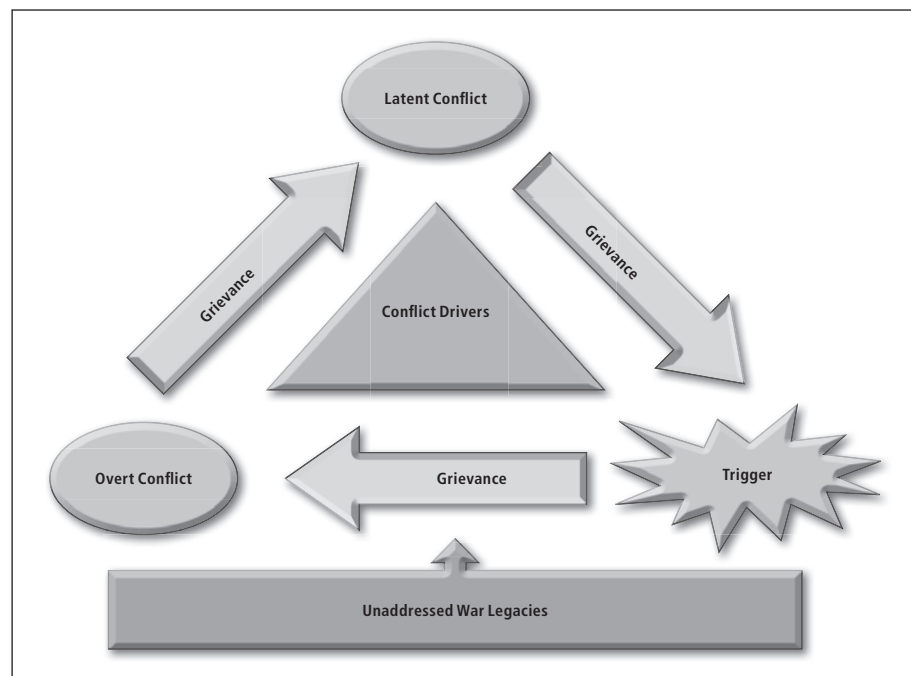 Latent Conflict
Grievance
Grievance
Conflict Drivers
Overt Conflict
Grievance
Trigger
Unaddressed War Legacies